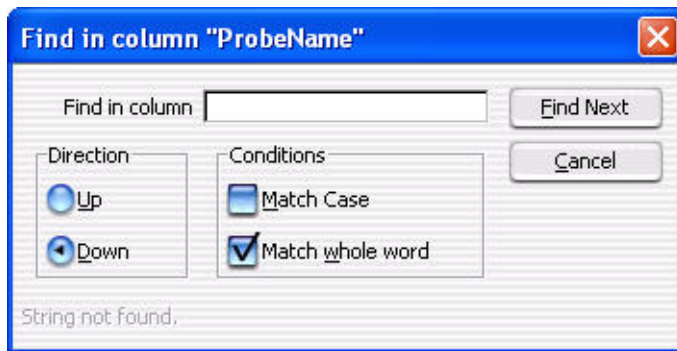 Find in column "ProbeName"
Find in column
Find Next
Direction
Conditions
Cancel
Up
Match Case
Down
Match whole word
String not found.